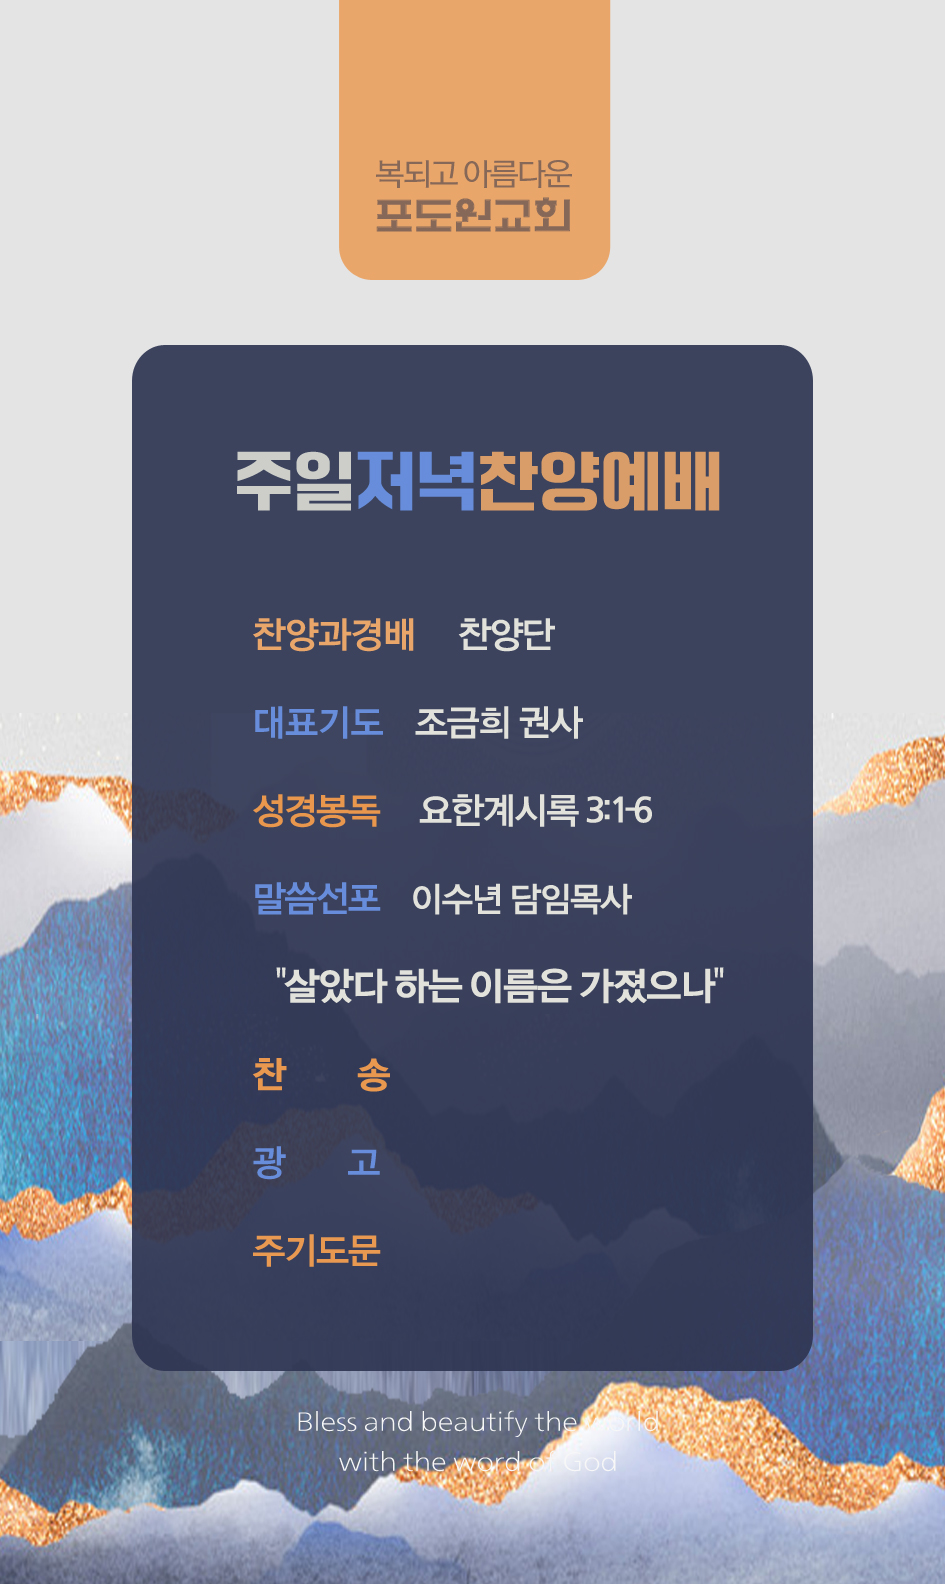 복되고 아름다운
포도원교회
주일저녁찬양예배
찬양과경배 찬양단
대표기도 조금희 권사
성경봉독 요한계시록 3:1-6
말씀선포 이수년 담임목사
"살았다 하는 이름은 가졌으나"
찬 송
광 고
주기도문
Bless and beautify the world
with the word of God